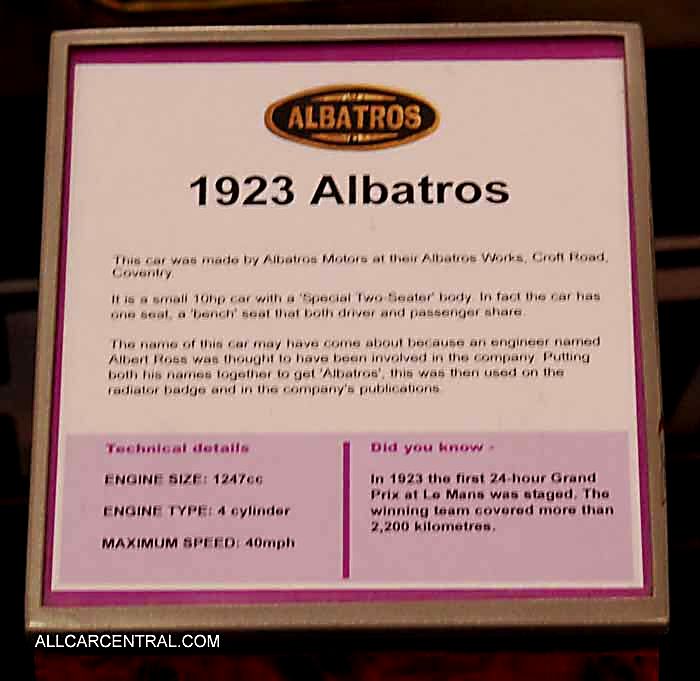 ALBATROS
1923 Albatros
This car was made by Albatros Motors at their Albatros Works, Croft Road,
Coventry.
It is a small 10hp car with a 'Special Two-Seater' body. In fact the car has
one seat, a 'bench' seat that both driver and passenger share.
The name of this car may have come about because an engineer named
Albert Ross was thought to have been involved in the company. Putting
both his names together to get 'Albatros', this was then used on the
radiator badge and in the company's publications.
Technical details
ENGINE SIZE: 1247cc
ENGINE TYPE: 4 cylinder
MAXIMUM SPEED: 40mph
Did you know -
In 1923 the first 24-hour Grand
Prix at Le Mans was staged. The
winning team covered more than
2,200 kilometres.
ALLCARCENTRAL.COM